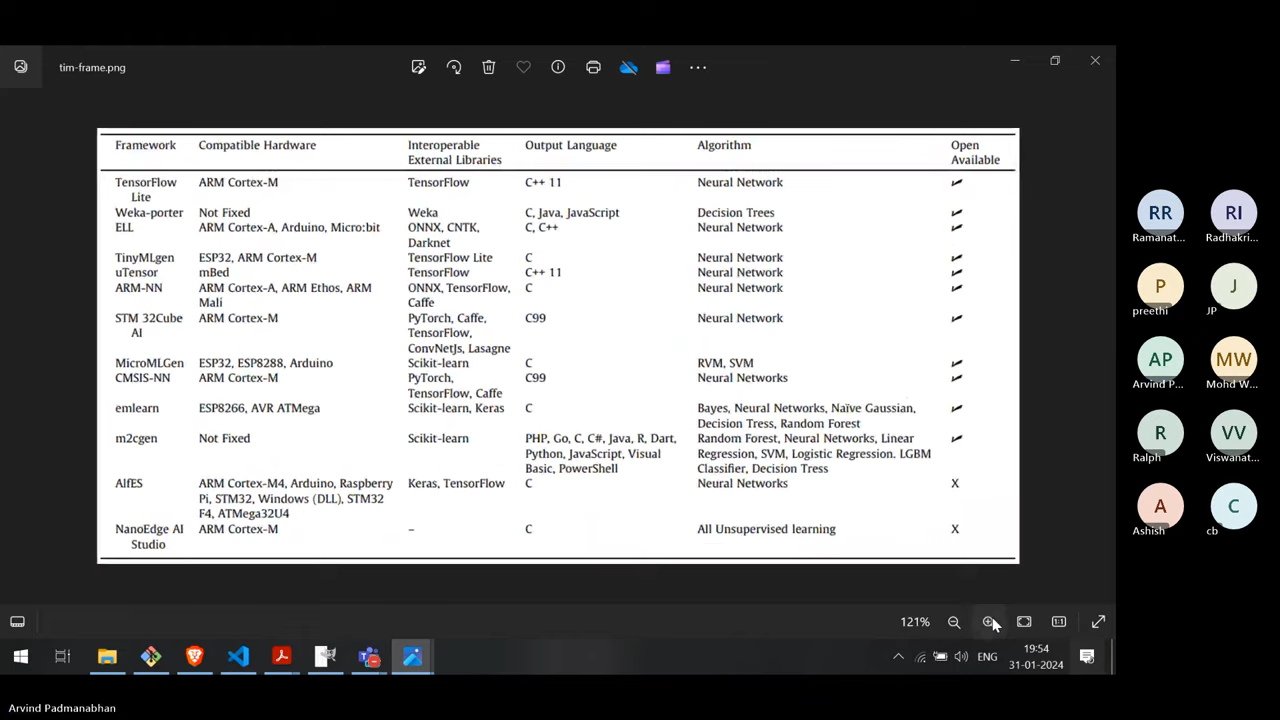 tim-frame.png
Framework Compatible Hardware Interoperable External Libraries Output Language Algorithm Open Available
TensorFlow Lite ARM Cortex-M TensorFlow C++ 11 Neural Network ✓
Weka-porter Not Fixed Weka C, Java, JavaScript Decision Trees ✓
ELL ARM Cortex-A, Arduino, Micro:bit ONNX, CNTK, Darknet C, C++ Neural Network ✓
TinyMLgen ESP32, ARM Cortex-M TensorFlow Lite C Neural Network ✓
uTensor mBed TensorFlow C++ 11 Neural Network ✓
ARM-NN ARM Cortex-A, ARM Ethos, ARM Mali ONNX, TensorFlow, Caffe C Neural Network ✓
STM 32Cube AI ARM Cortex-M PyTorch, Caffe, TensorFlow, ConvNetJs, Lasagne C99 Neural Network ✓
MicroMLGen ESP32, ESP8288, Arduino Scikit-learn C RVM, SVM ✓
CMSIS-NN ARM Cortex-M PyTorch, TensorFlow, Caffe C99 Neural Networks ✓
emlearn ESP8266, AVR ATMega Scikit-learn, Keras C Bayes, Neural Networks, Naïve Gaussian, Decision Tress, Random Forest ✓
m2cgen Not Fixed Scikit-learn PHP, Go, C, C#, Java, R, Dart, Python, JavaScript, Visual Basic, PowerShell Random Forest, Neural Networks, Linear Regression, SVM, Logistic Regression. LGBM Classifier, Decision Tress ✓
AlfES ARM Cortex-M4, Arduino, Raspberry Pi, STM32, Windows (DLL), STM32 F4, ATMega32U4 Keras, TensorFlow C Neural Networks X
NanoEdge AI Studio ARM Cortex-M – C All Unsupervised learning X
121%
1:1
ENG
19:54
31-01-2024
Arvind Padmanabhan
RR RI
Ramanat... Radhakri...
P J
preethi JP
AP MW
Arvind P... Mohd W...
R VV
Ralph Viswanat...
A C
Ashish cb